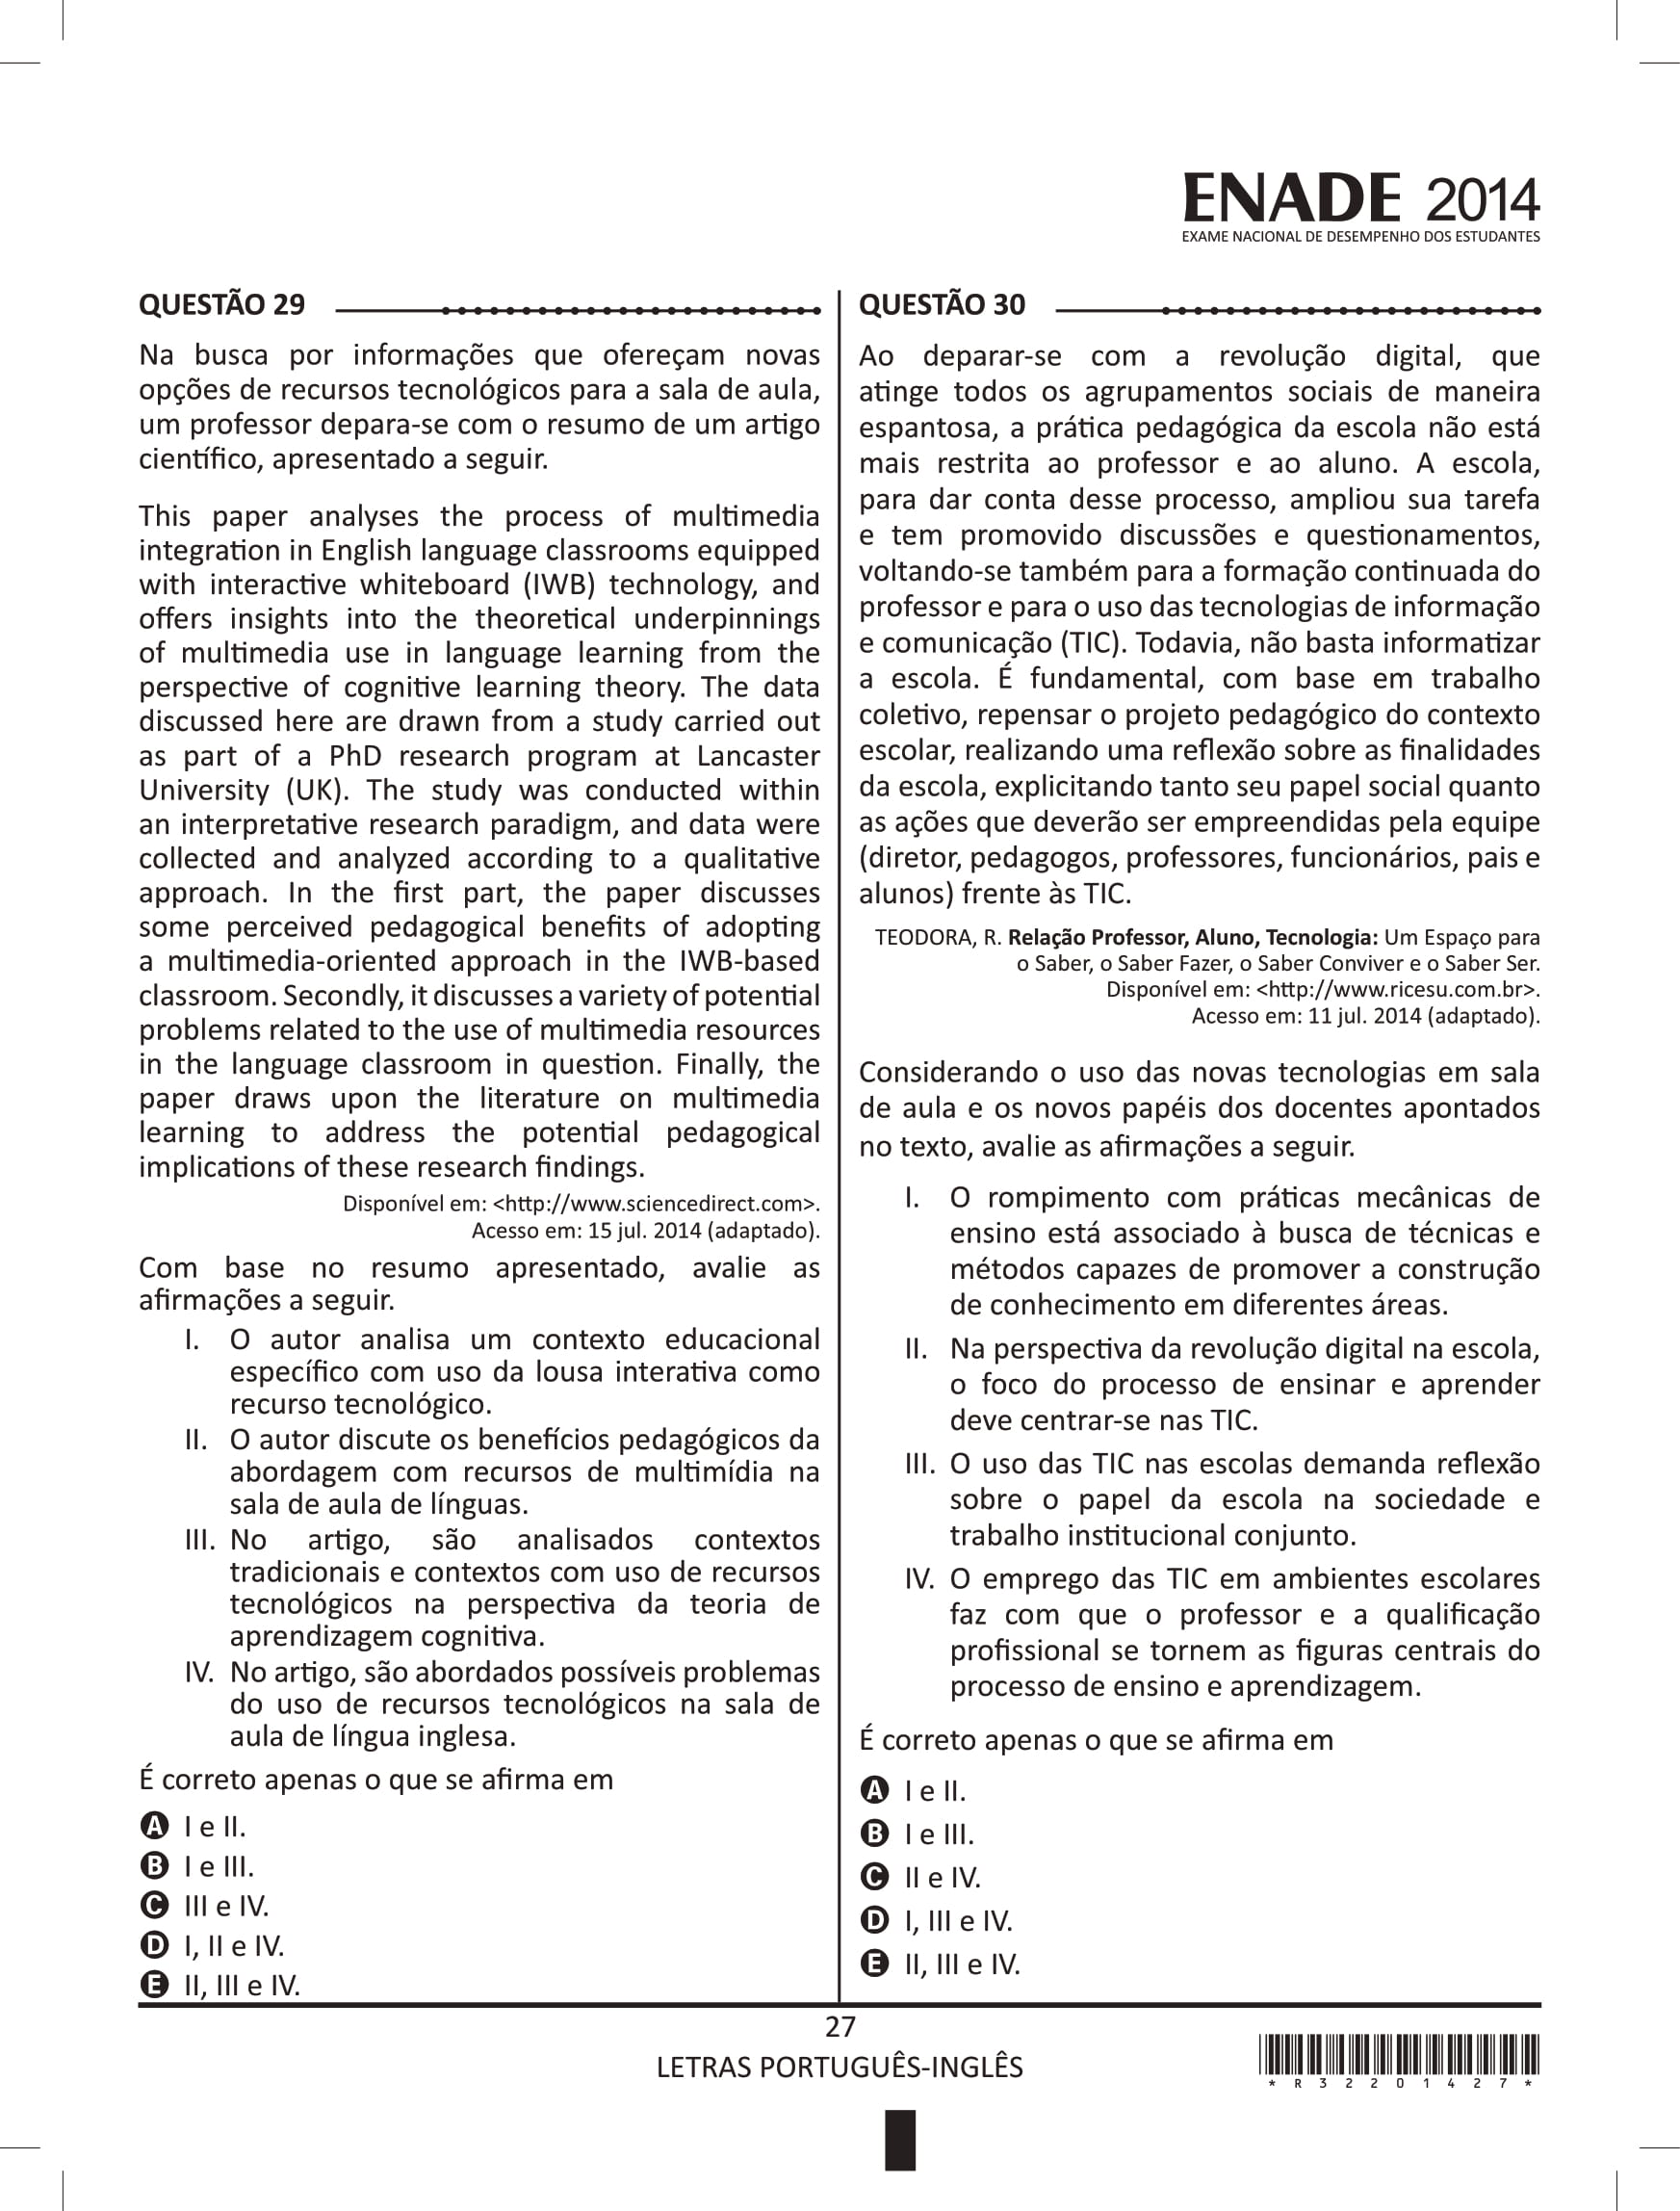 ENADE 2014
EXAME NACIONAL DE DESEMPENHO DOS ESTUDANTES
QUESTÃO 29
Na busca por informações que ofereçam novas
opções de recursos tecnológicos para a sala de aula,
um professor depara-se com o resumo de um artigo
científico, apresentado a seguir.
This paper analyses the process of multimedia
integration in English language classrooms equipped
with interactive whiteboard (IWB) technology, and
offers insights into the theoretical underpinnings
of multimedia use in language learning from the
perspective of cognitive learning theory. The data
discussed here are drawn from a study carried out
as part of a PhD research program at Lancaster
University (UK). The study was conducted within
an interpretative research paradigm, and data were
collected and analyzed according to a qualitative
approach. In the first part, the paper discusses
some perceived pedagogical benefits of adopting
a multimedia-oriented approach in the IWB-based
classroom. Secondly, it discusses a variety of potential
problems related to the use of multimedia resources
in the language classroom in question. Finally, the
paper draws upon the literature on multimedia
learning to address the potential pedagogical
implications of these research findings.
Disponível em: <http://www.sciencedirect.com>.
Acesso em: 15 jul. 2014 (adaptado).
Com base no resumo apresentado, avalie as
afirmações a seguir.
I. O autor analisa um contexto educacional
específico com uso da lousa interativa como
recurso tecnológico.
II. O autor discute os benefícios pedagógicos da
abordagem com recursos de multimídia na
sala de aula de línguas.
III. No artigo, são analisados contextos
tradicionais e contextos com uso de recursos
tecnológicos na perspectiva da teoria de
aprendizagem cognitiva.
IV. No artigo, são abordados possíveis problemas
do uso de recursos tecnológicos na sala de
aula de língua inglesa.
É correto apenas o que se afirma em
A I e II.
B I e III.
C III e IV.
D I, II e IV.
E II, III e IV.
QUESTÃO 30
Ao deparar-se com a revolução digital, que
atinge todos os agrupamentos sociais de maneira
espantosa, a prática pedagógica da escola não está
mais restrita ao professor e ao aluno. A escola,
para dar conta desse processo, ampliou sua tarefa
e tem promovido discussões e questionamentos,
voltando-se também para a formação continuada do
professor e para o uso das tecnologias de informação
e comunicação (TIC). Todavia, não basta informatizar
a escola. É fundamental, com base em trabalho
coletivo, repensar o projeto pedagógico do contexto
escolar, realizando uma reflexão sobre as finalidades
da escola, explicitando tanto seu papel social quanto
as ações que deverão ser empreendidas pela equipe
(diretor, pedagogos, professores, funcionários, pais e
alunos) frente às TIC.
TEODORA, R. Relação Professor, Aluno, Tecnologia: Um Espaço para
o Saber, o Saber Fazer, o Saber Conviver e o Saber Ser.
Disponível em: <http://www.ricesu.com.br>.
Acesso em: 11 jul. 2014 (adaptado).
Considerando o uso das novas tecnologias em sala
de aula e os novos papéis dos docentes apontados
no texto, avalie as afirmações a seguir.
I. O rompimento com práticas mecânicas de
ensino está associado à busca de técnicas e
métodos capazes de promover a construção
de conhecimento em diferentes áreas.
II. Na perspectiva da revolução digital na escola,
o foco do processo de ensinar e aprender
deve centrar-se nas TIC.
III. O uso das TIC nas escolas demanda reflexão
sobre o papel da escola na sociedade e
trabalho institucional conjunto.
IV. O emprego das TIC em ambientes escolares
faz com que o professor e a qualificação
profissional se tornem as figuras centrais do
processo de ensino e aprendizagem.
É correto apenas o que se afirma em
A I e II.
B I e III.
C II e IV.
D I, III e IV.
E II, III e IV.
27
LETRAS PORTUGUÊS-INGLÊS
* R 3 2 2 0 1 4 2 7 *